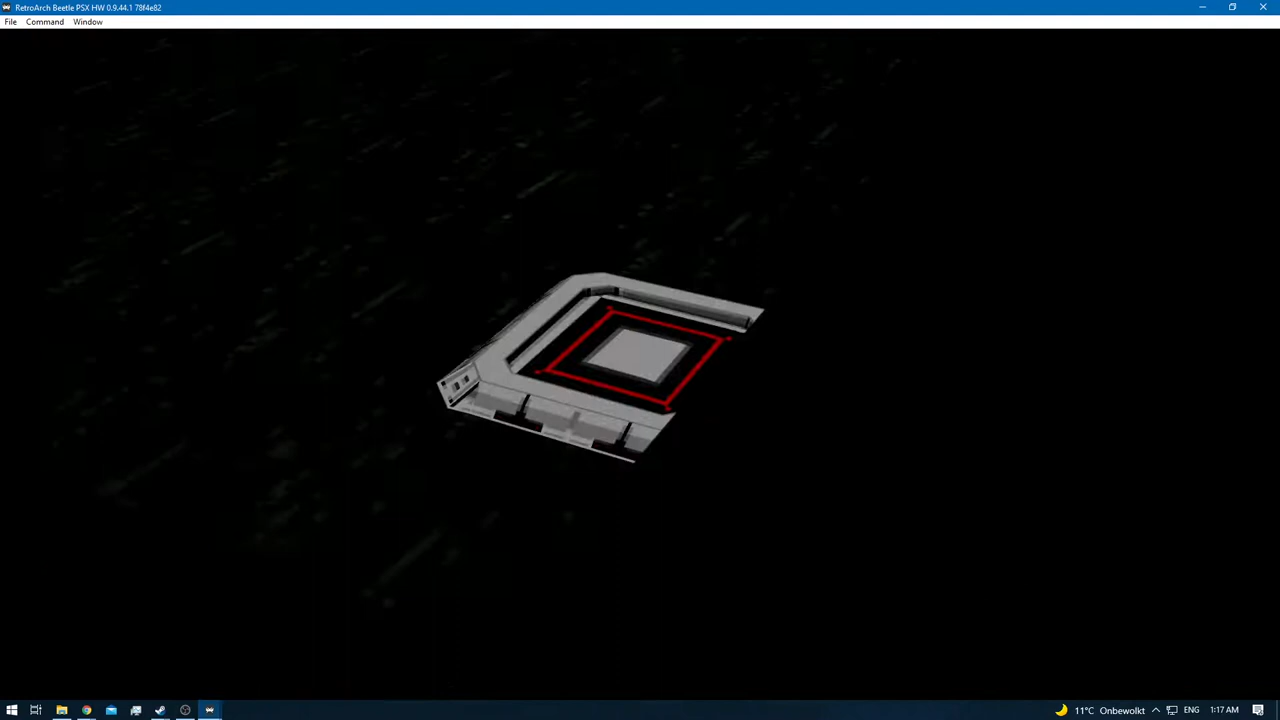 RetroArch Beetle PSX HW 0.9.44.1 78f4e82
File Command Window
11°C Onbewolkt ENG 1:17 AM